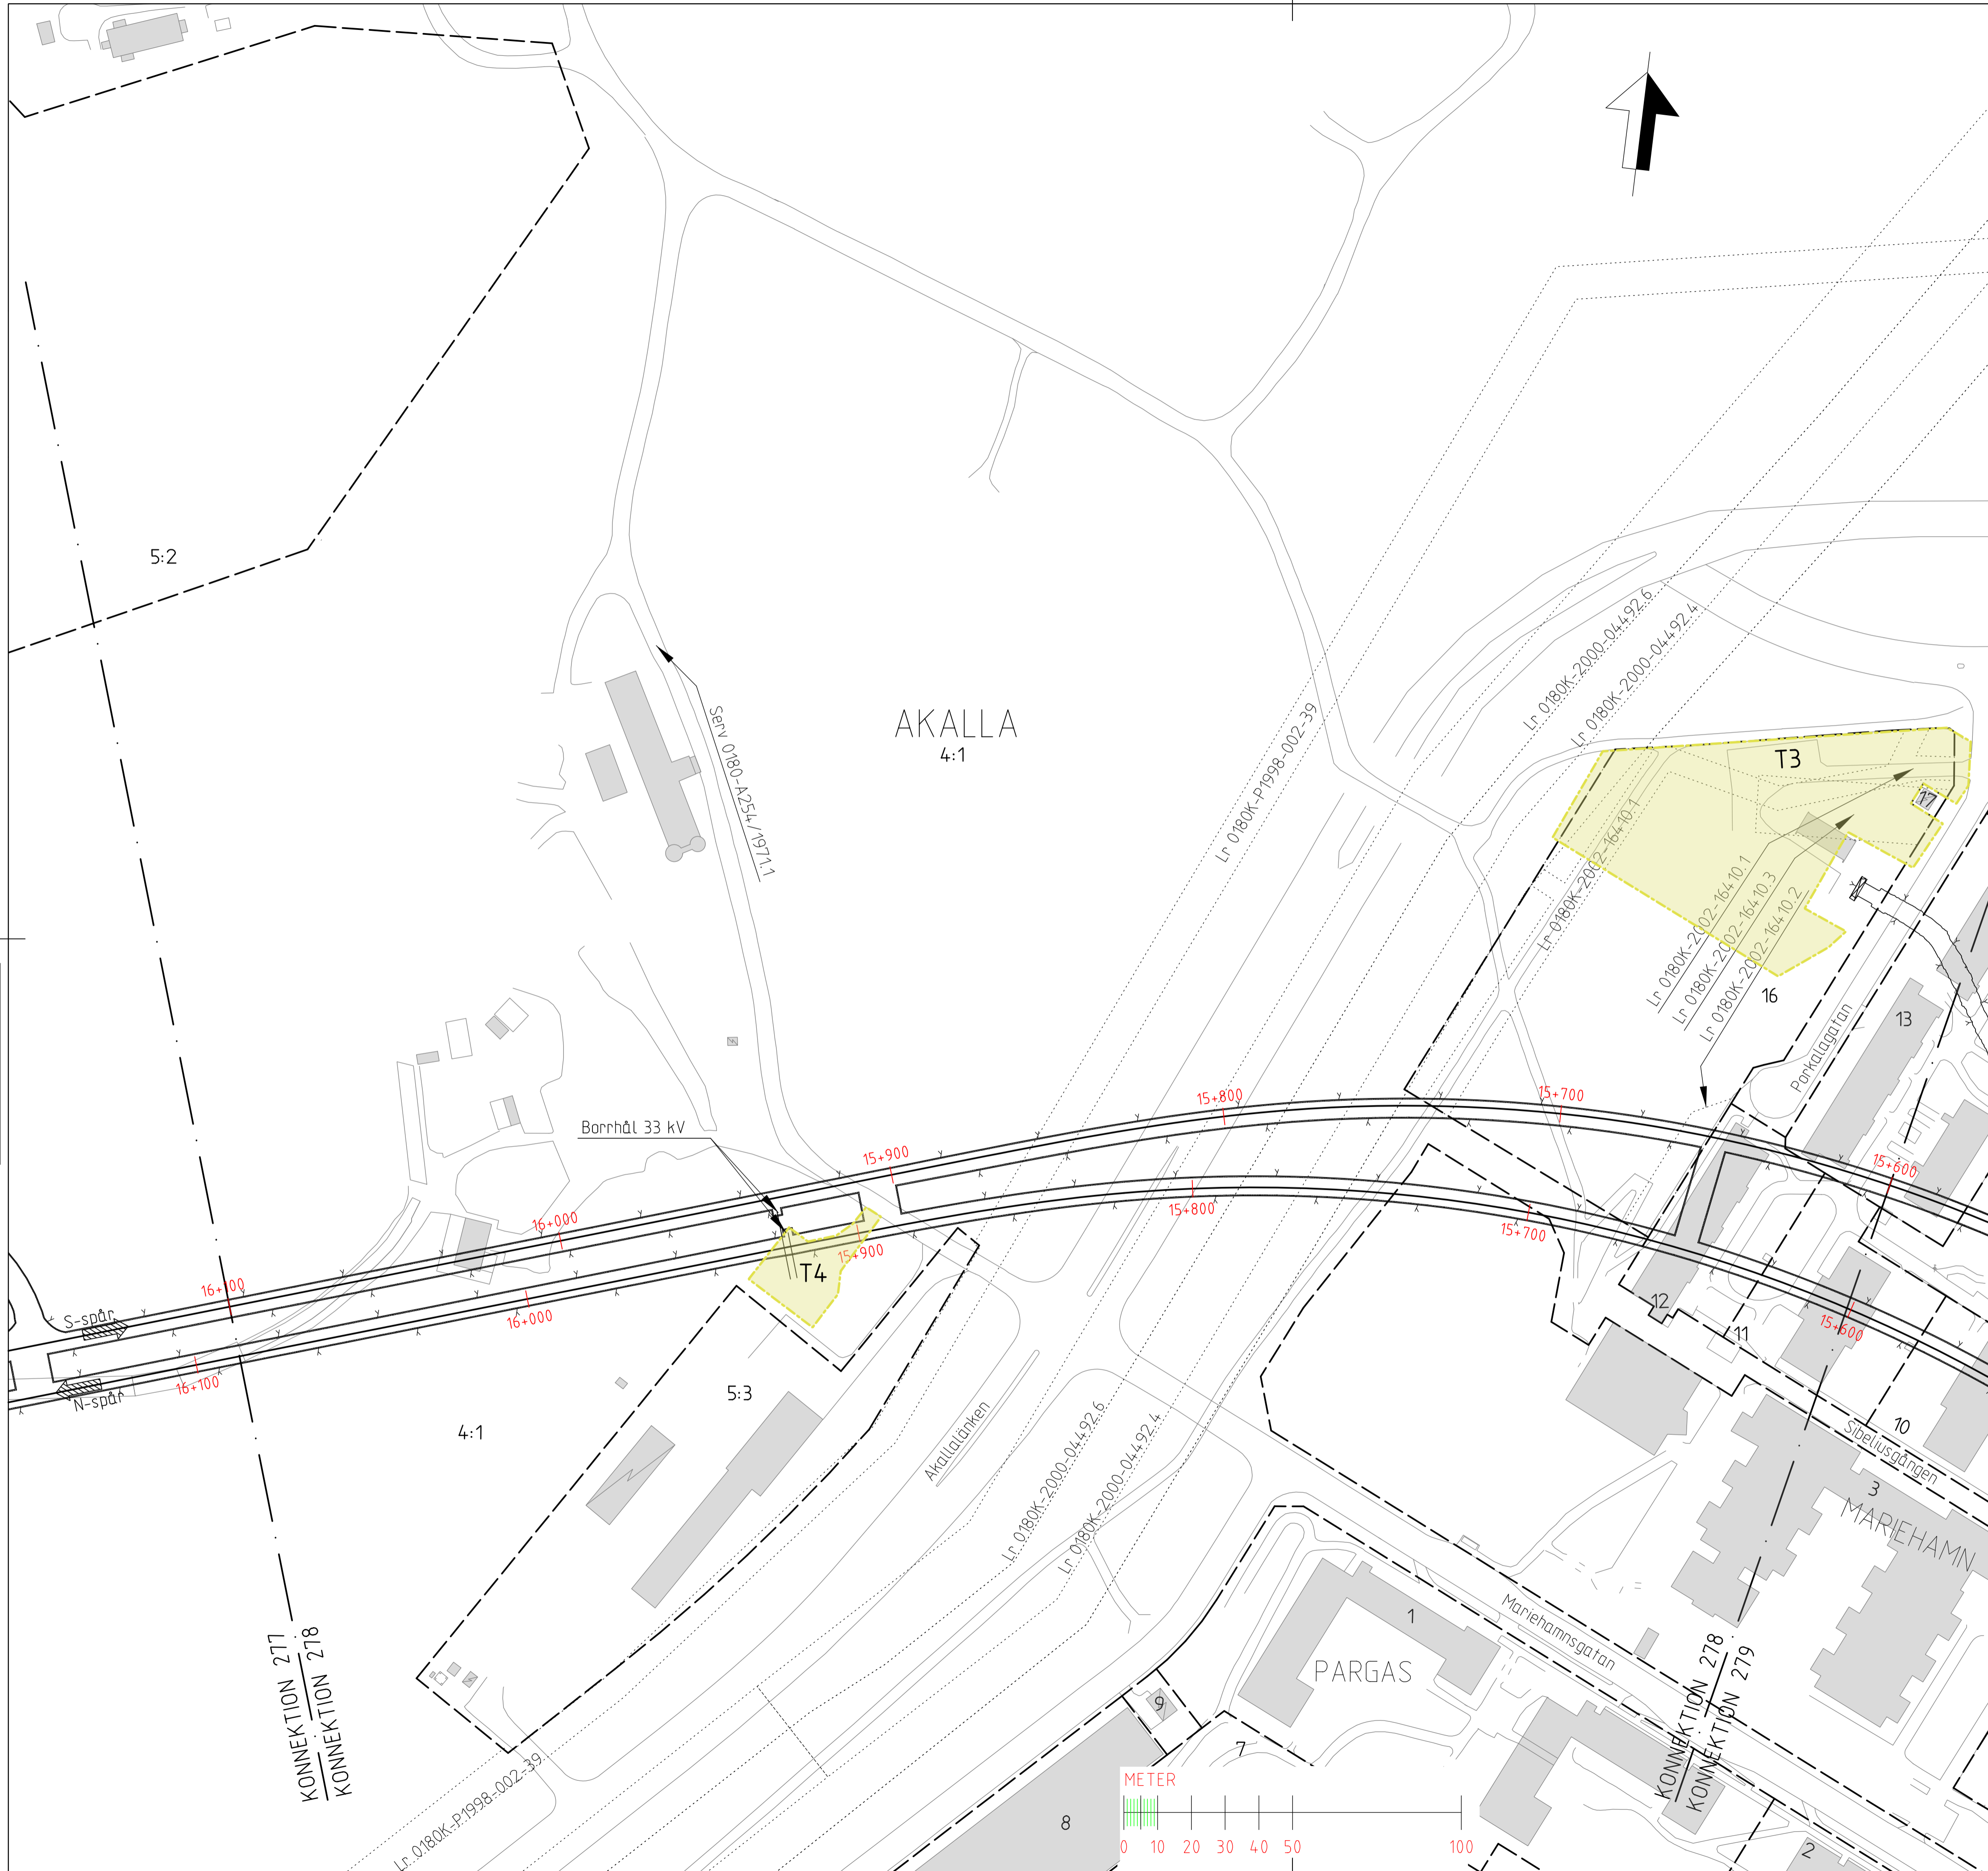 5:2
AKALLA
4:1
Serv 0180-A254/1971.1
Lr 0180K-P1998-002-39
Lr 0180K-2000-04492.6
Lr 0180K-2000-04492.4
T3
17
Lr 0180K-2002-16410.1
Lr 0180K-2002-16410.1
Lr 0180K-2002-16410.3
Lr 0180K-2002-16410.2
16
13
Porkalagatan
Borrhål 33 kV
15+900
15+800
15+700
15+600
16+000
16+100
S-spår
N-spår
16+100
16+000
15+900
15+800
15+700
15+600
T4
12
11
10
5:3
4:1
Akallalänken
Lr 0180K-2000-04492.6
Lr 0180K-2000-04492.4
Sibeliusgången
3
MARIEHAMN
Mariehamnsgatan
1
PARGAS
KONNEKTION 277
KONNEKTION 278
KONNEKTION 278
KONNEKTION 279
9
7
8
2
Lr 0180K-P1998-002-39
METER
0 10 20 30 40 50 100